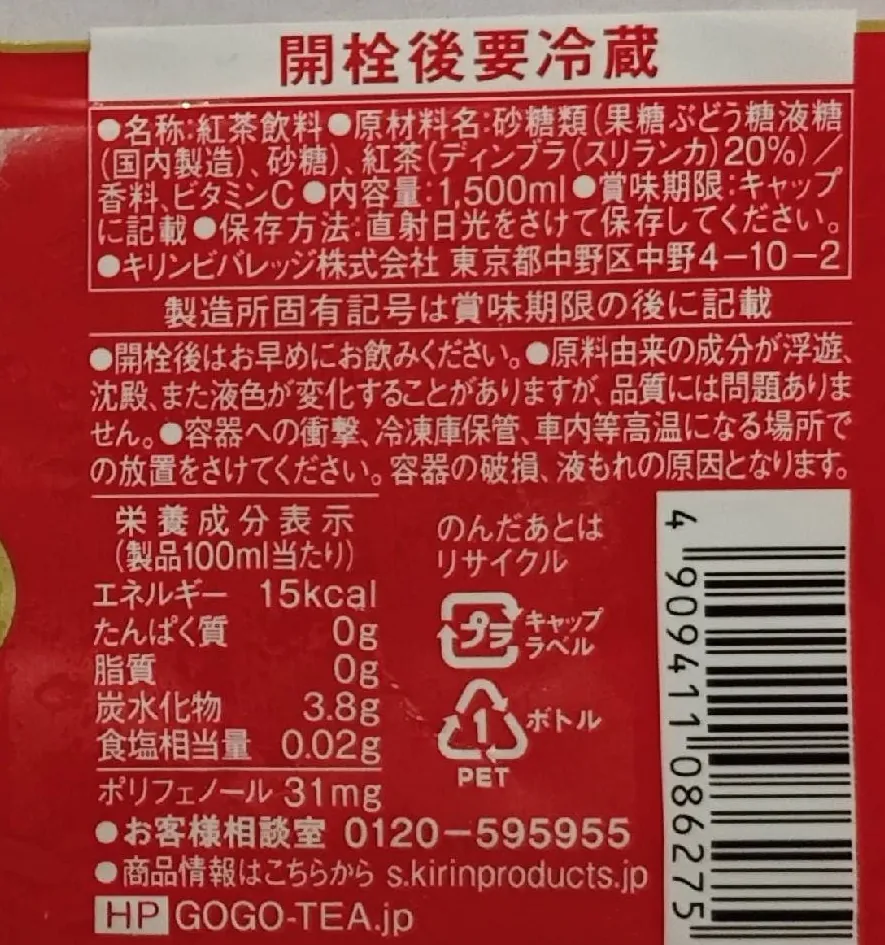 開栓後要冷蔵
●名称:紅茶飲料●原材料名:砂糖類(果糖ぶどう糖液糖
(国内製造)、砂糖)、紅茶(ディンブラ(スリランカ)20%)/
香料、ビタミンC●内容量:1,500ml●賞味期限:キャップ
に記載●保存方法:直射日光をさけて保存してください。
●キリンビバレッジ株式会社 東京都中野区中野4-10-2
製造所固有記号は賞味期限の後に記載
●開栓後はお早めにお飲みください。●原料由来の成分が浮遊、
沈殿、また液色が変化することがありますが、品質には問題ありま
せん。●容器への衝撃、冷凍庫保管、車内等高温になる場所で
の放置をさけてください。容器の破損、液もれの原因となります。
栄養成分表示
(製品100ml当たり)
エネルギー 15kcal
たんぱく質 0g
脂質 0g
炭水化物 3.8g
食塩相当量 0.02g
ポリフェノール 31mg
のんだあとは
リサイクル
プラ キャップ
ラベル
1 ボトル
PET
●お客様相談室 0120-595955
●商品情報はこちらから s.kirinproducts.jp
HP GOGO-TEA.jp
4 909411 086275